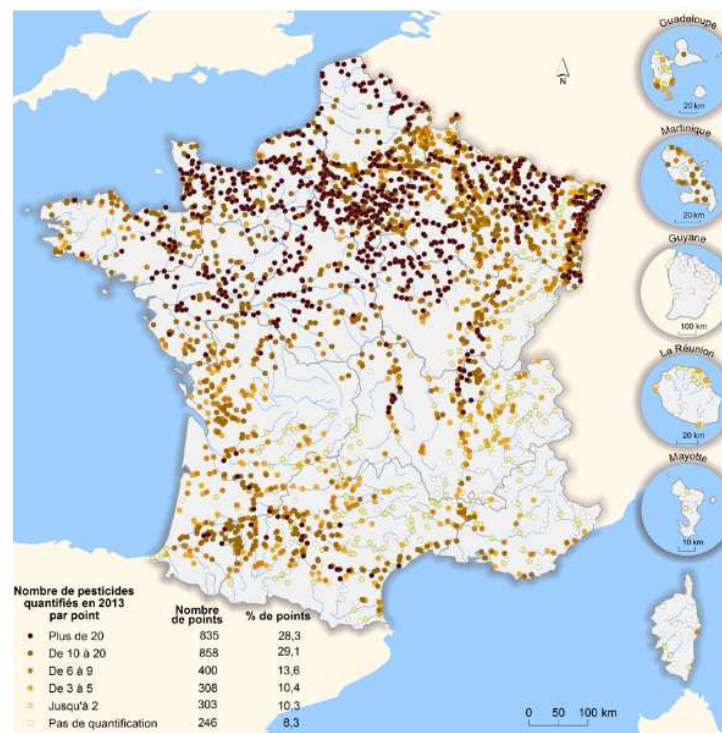 Guadeloupe
20 km
N
Martinique
20 km
Guyane
100 km
La Réunion
20 km
Mayotte
10 km
Nombre de pesticides
quantifiés en 2013
par point
Nombre
de points
% de points
Plus de 20 835 28,3
De 10 à 20 858 29,1
De 6 à 9 400 13,6
De 3 à 5 308 10,4
Jusqu'à 2 303 10,3
Pas de quantification 246 8,3
0 50 100 km